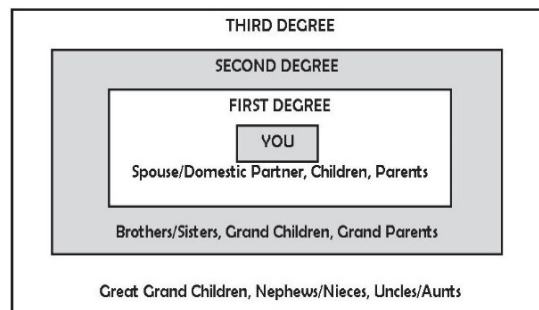 THIRD DEGREE
SECOND DEGREE
FIRST DEGREE
YOU
Spouse/Domestic Partner, Children, Parents
Brothers/Sisters, Grand Children, Grand Parents
Great Grand Children, Nephews/Nieces, Uncles/Aunts